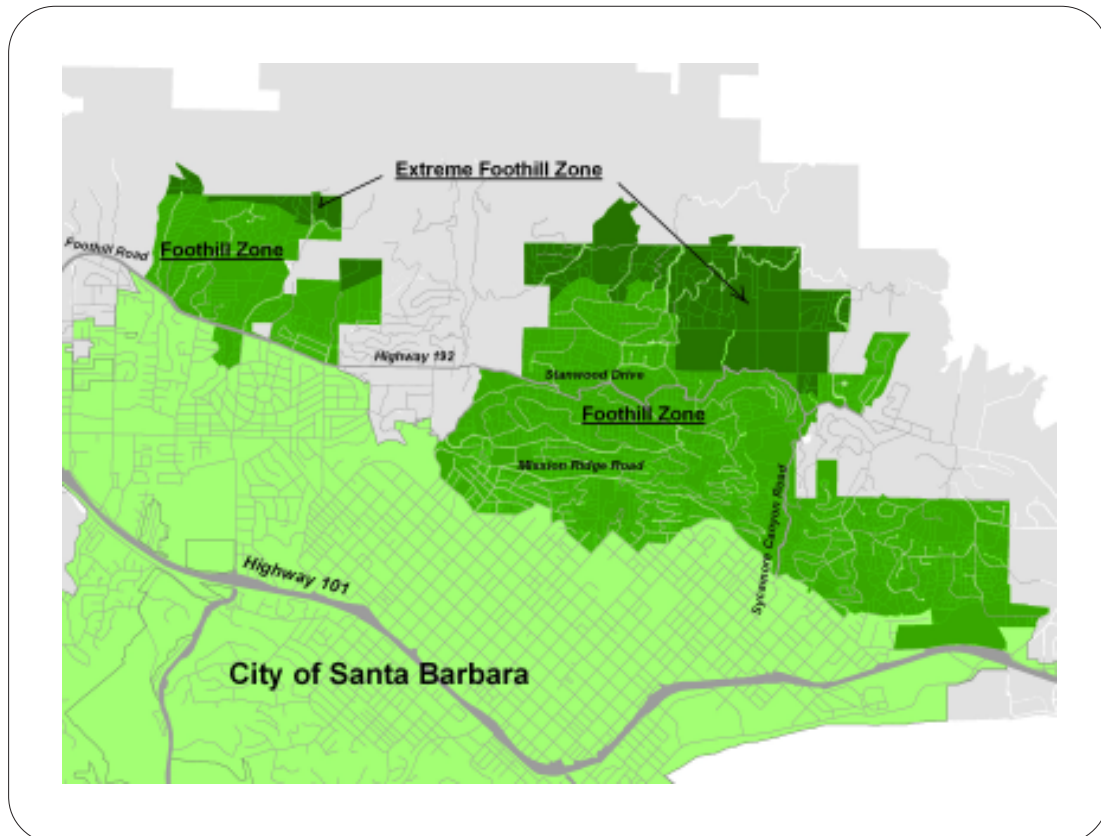 Extreme Foothill Zone
Foothill Road
Foothill Zone
Highway 192
Stanwood Drive
Foothill Zone
Mission Ridge Road
Sycamore Canyon Road
Highway 101
City of Santa Barbara